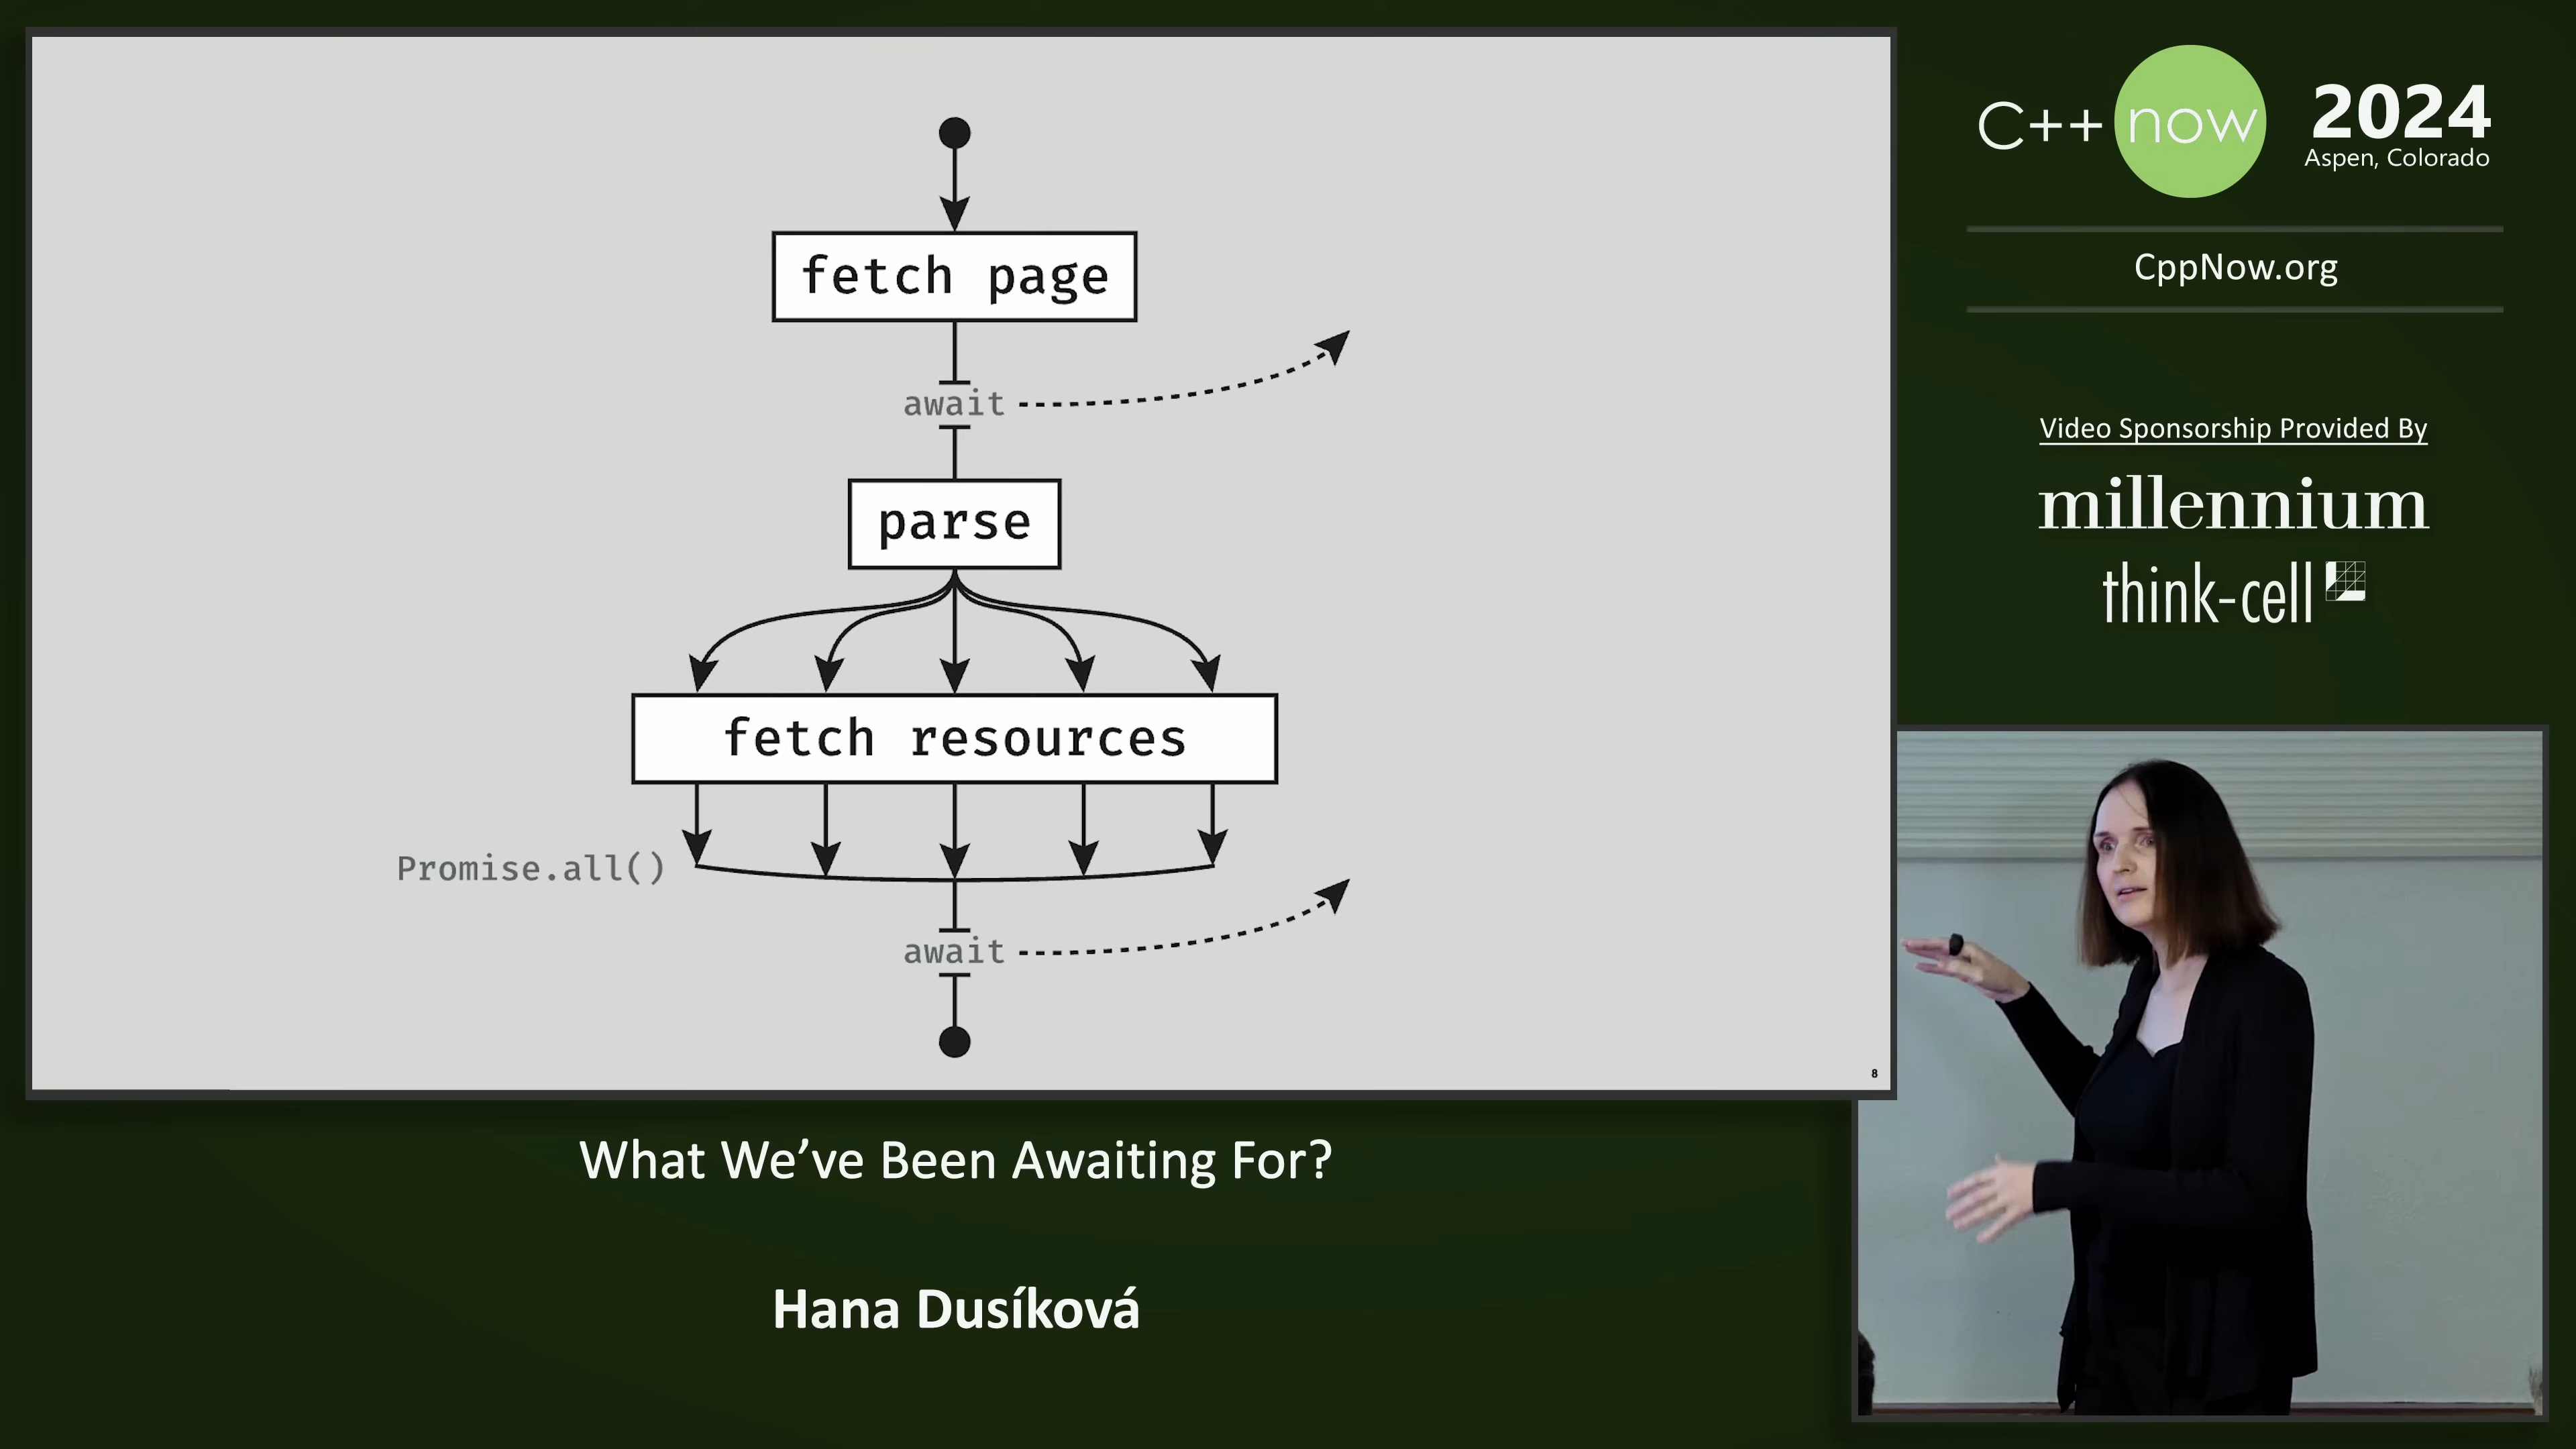 fetch page
await
parse
fetch resources
Promise.all()
await
8
C++ now
2024
Aspen, Colorado
CppNow.org
Video Sponsorship Provided By
millennium
think-cell
What We’ve Been Awaiting For?
Hana Dusíková